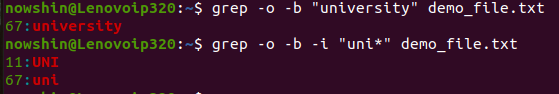 nowshin@Lenovoip320:~$ grep -o -b "university" demo_file.txt
67:university
nowshin@Lenovoip320:~$ grep -o -b -i "uni*" demo_file.txt
11:UNI
67:uni